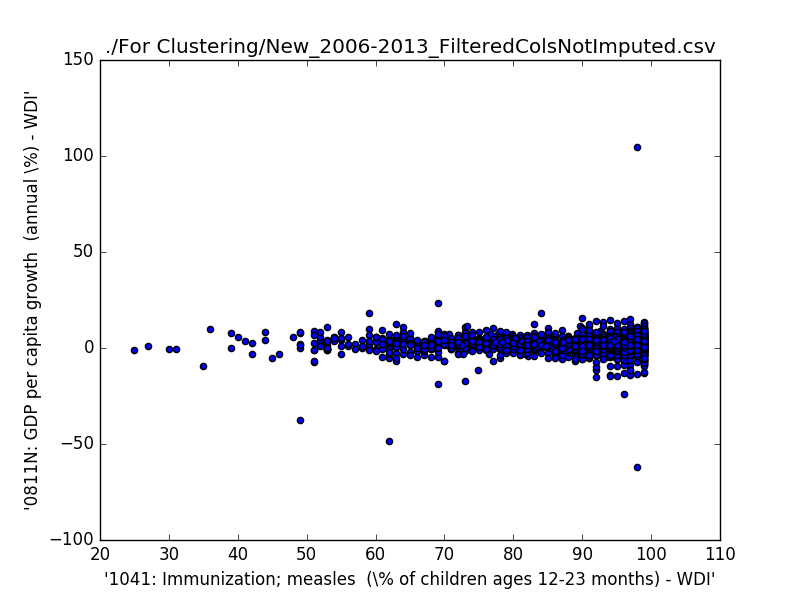 ./For Clustering/New_2006-2013_FilteredColsNotImputed.csv
150
100
50
0
−50
−100
'0811N: GDP per capita growth  (annual \%) - WDI'
20 30 40 50 60 70 80 90 100 110
'1041: Immunization; measles  (\% of children ages 12-23 months) - WDI'